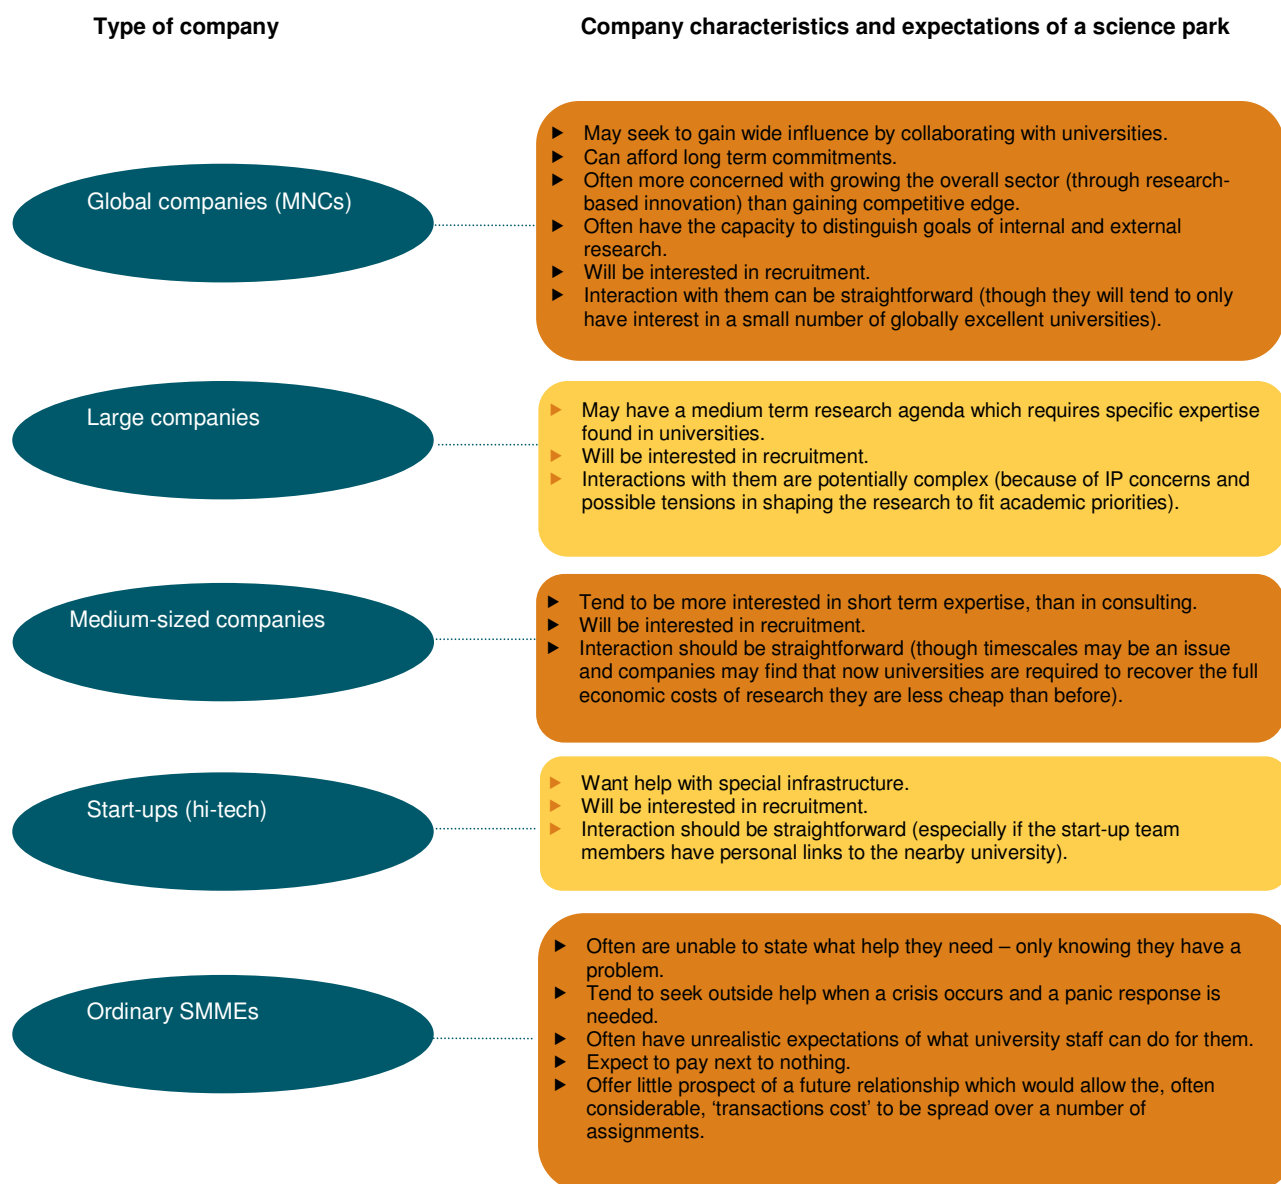 Type of company
Company characteristics and expectations of a science park
Global companies (MNCs)
► May seek to gain wide influence by collaborating with universities.
► Can afford long term commitments.
► Often more concerned with growing the overall sector (through research-
based innovation) than gaining competitive edge.
► Often have the capacity to distinguish goals of internal and external
research.
► Will be interested in recruitment.
► Interaction with them can be straightforward (though they will tend to only
have interest in a small number of globally excellent universities).
Large companies
► May have a medium term research agenda which requires specific expertise
found in universities.
► Will be interested in recruitment.
► Interactions with them are potentially complex (because of IP concerns and
possible tensions in shaping the research to fit academic priorities).
Medium-sized companies
► Tend to be more interested in short term expertise, than in consulting.
► Will be interested in recruitment.
► Interaction should be straightforward (though timescales may be an issue
and companies may find that now universities are required to recover the full
economic costs of research they are less cheap than before).
Start-ups (hi-tech)
► Want help with special infrastructure.
► Will be interested in recruitment.
► Interaction should be straightforward (especially if the start-up team
members have personal links to the nearby university).
Ordinary SMMEs
► Often are unable to state what help they need – only knowing they have a
problem.
► Tend to seek outside help when a crisis occurs and a panic response is
needed.
► Often have unrealistic expectations of what university staff can do for them.
► Expect to pay next to nothing.
► Offer little prospect of a future relationship which would allow the, often
considerable, ‘transactions cost’ to be spread over a number of
assignments.